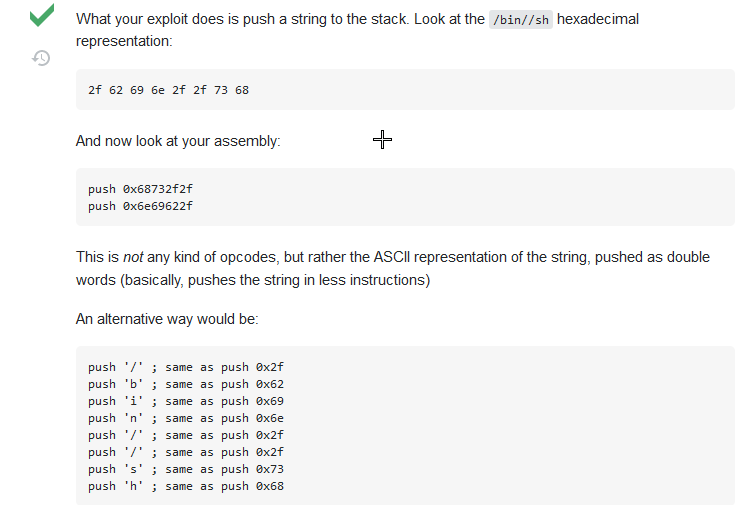 What your exploit does is push a string to the stack. Look at the /bin//sh hexadecimal
representation:
2f 62 69 6e 2f 2f 73 68
And now look at your assembly:
push 0x68732f2f
push 0x6e69622f
This is not any kind of opcodes, but rather the ASCII representation of the string, pushed as double
words (basically, pushes the string in less instructions)
An alternative way would be:
push '/' ; same as push 0x2f
push 'b' ; same as push 0x62
push 'i' ; same as push 0x69
push 'n' ; same as push 0x6e
push '/' ; same as push 0x2f
push '/' ; same as push 0x2f
push 's' ; same as push 0x73
push 'h' ; same as push 0x68